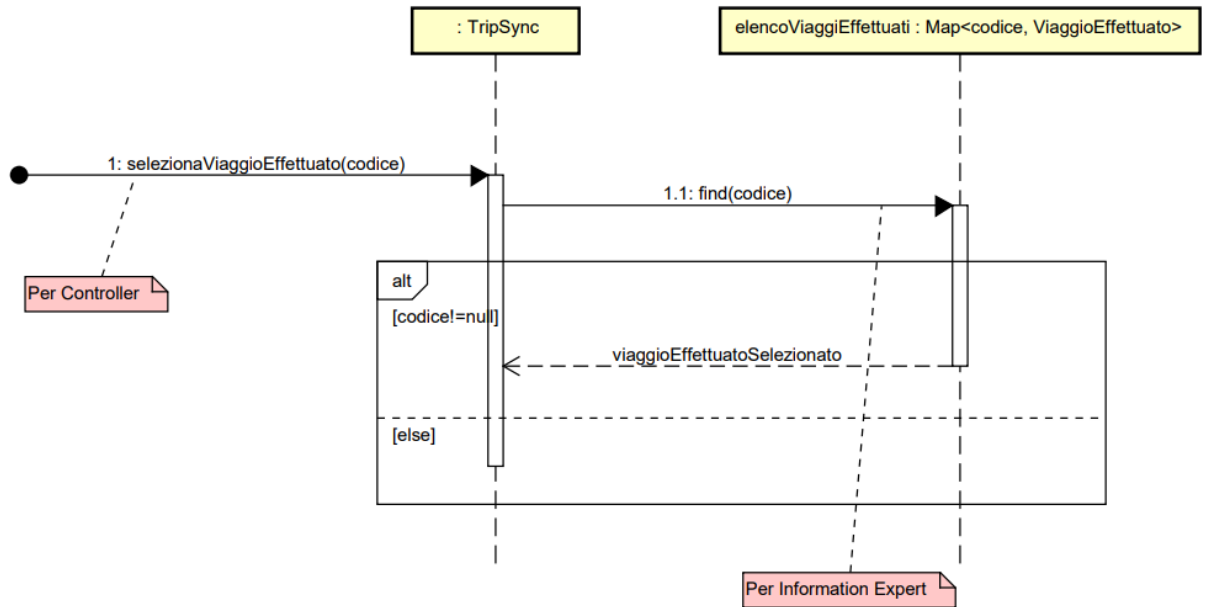 : TripSync
elencoViaggiEffettuati : Map<codice, ViaggioEffettuato>
1: selezionaViaggioEffettuato(codice)
1.1: find(codice)
Per Controller
alt
[codice!=null]
viaggioEffettuatoSelezionato
[else]
Per Information Expert